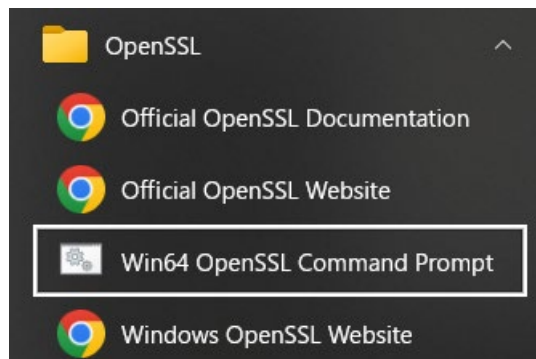 OpenSSL
Official OpenSSL Documentation
Official OpenSSL Website
Win64 OpenSSL Command Prompt
Windows OpenSSL Website